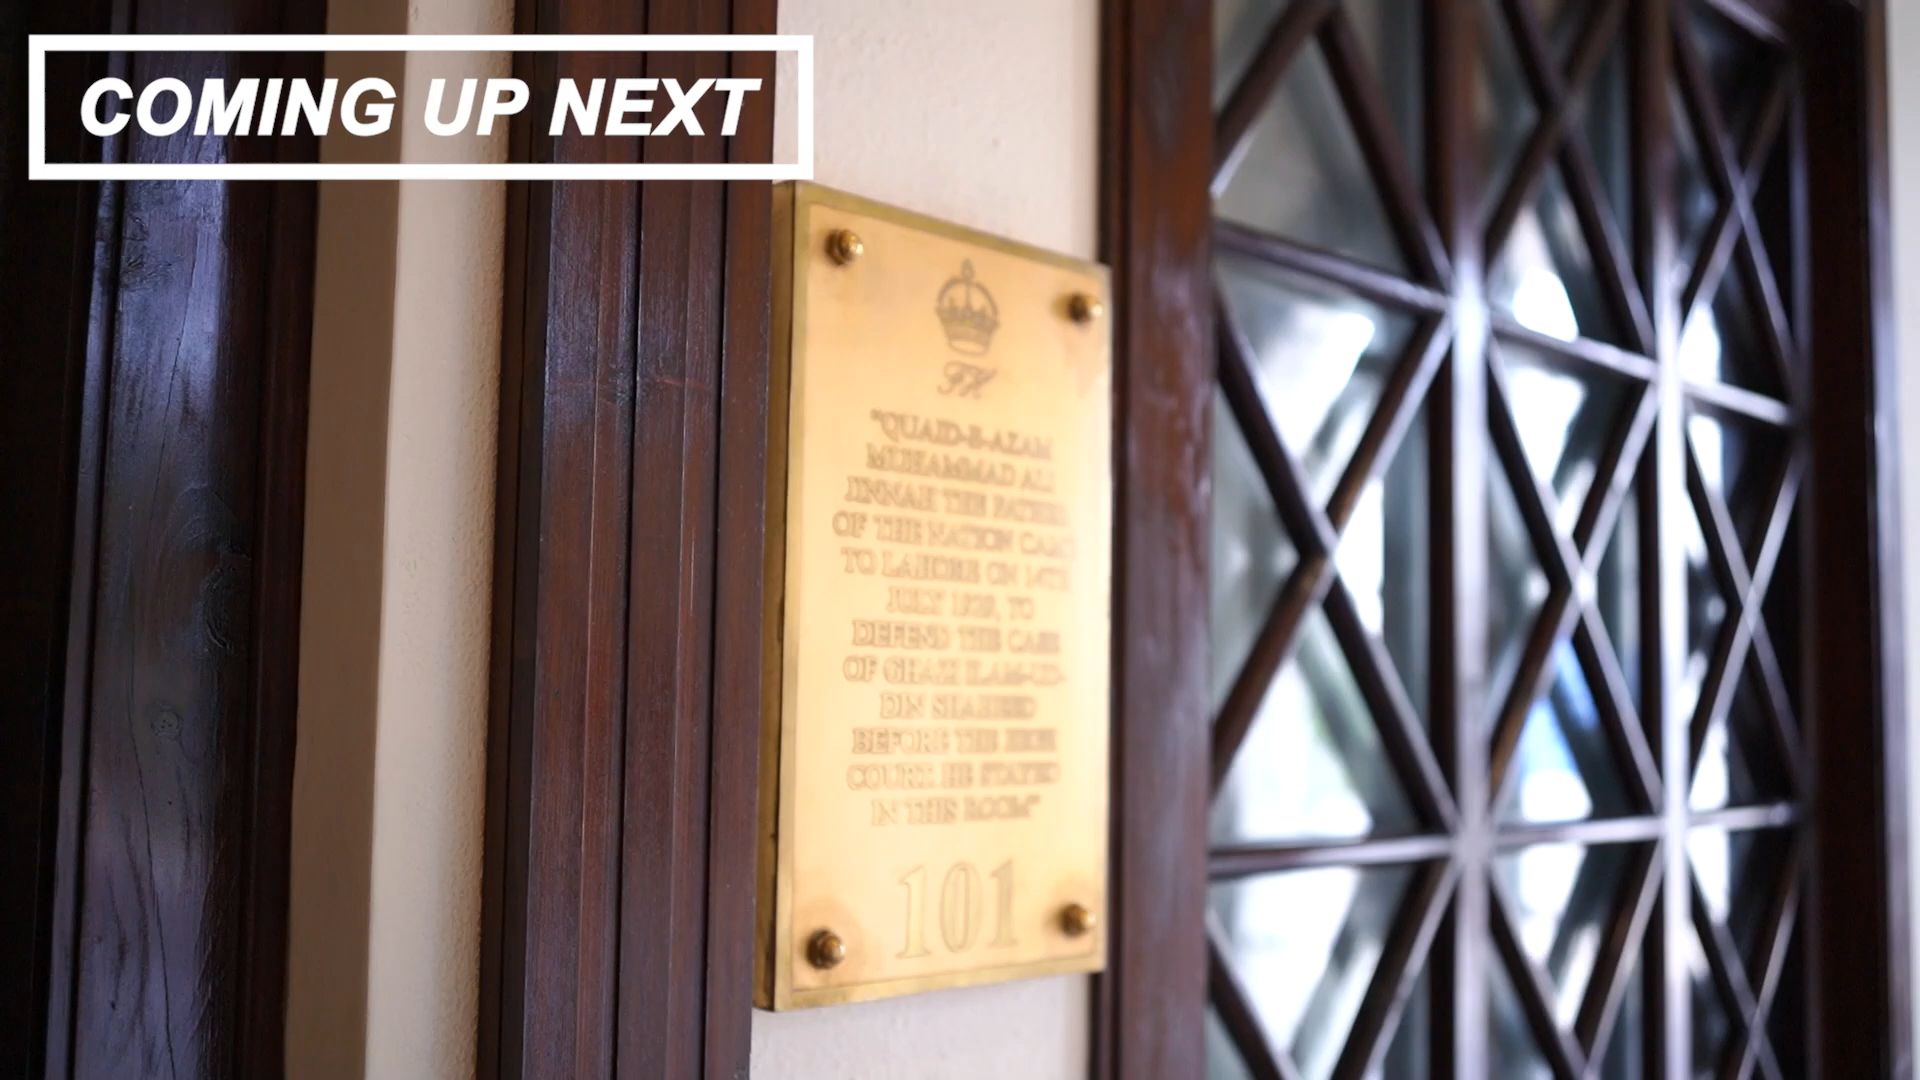 COMING UP NEXT
FH
"QUAID-E-AZAM
MUHAMMAD ALI
JINNAH THE FATHER
OF THE NATION CAME
TO LAHORE ON 14TH
JULY 1929, TO
DEFEND THE CASE
OF GHAZI ILAM-UD-
DIN SHAHEED
BEFORE THE HIGH
COURT. HE STAYED
IN THIS ROOM"
101